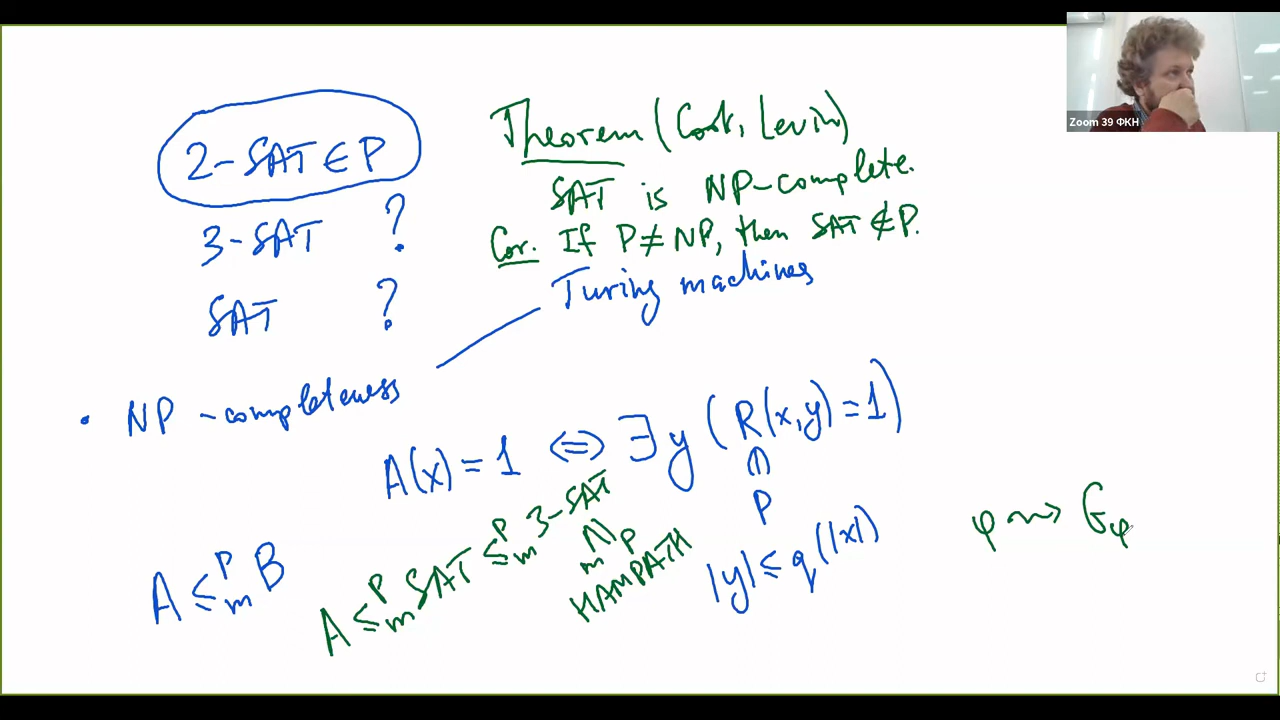 2-SAT ∈ P
3-SAT ?
SAT ?
Theorem (Cook, Levin)
SAT is NP-complete.
Cor. If P ≠ NP, then SAT ∉ P.
Turing machines
• NP-completeness
A(x) = 1 ⇔ ∃ y (R(x,y) = 1)
∩
P
|y| ≤ q(|x|)
A ≤ᵖₘ B
A ≤ᵖₘ SAT ≤ᵖₘ 3-SAT
≤ᵖₘ
HAMPATH
φ ⇝ G_φ
Zoom 39 ФКН